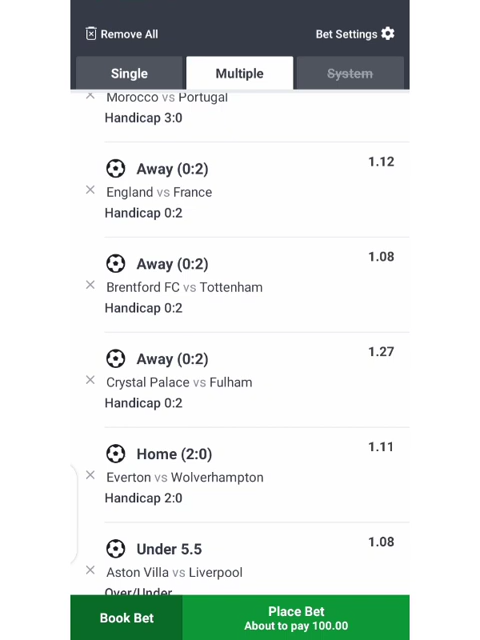 Remove All
Bet Settings
Single
Multiple
System
Morocco vs Portugal
Handicap 3:0
Away (0:2)
1.12
England vs France
Handicap 0:2
Away (0:2)
1.08
Brentford FC vs Tottenham
Handicap 0:2
Away (0:2)
1.27
Crystal Palace vs Fulham
Handicap 0:2
Home (2:0)
1.11
Everton vs Wolverhampton
Handicap 2:0
Under 5.5
1.08
Aston Villa vs Liverpool
Over/Under
Book Bet
Place Bet
About to pay 100.00